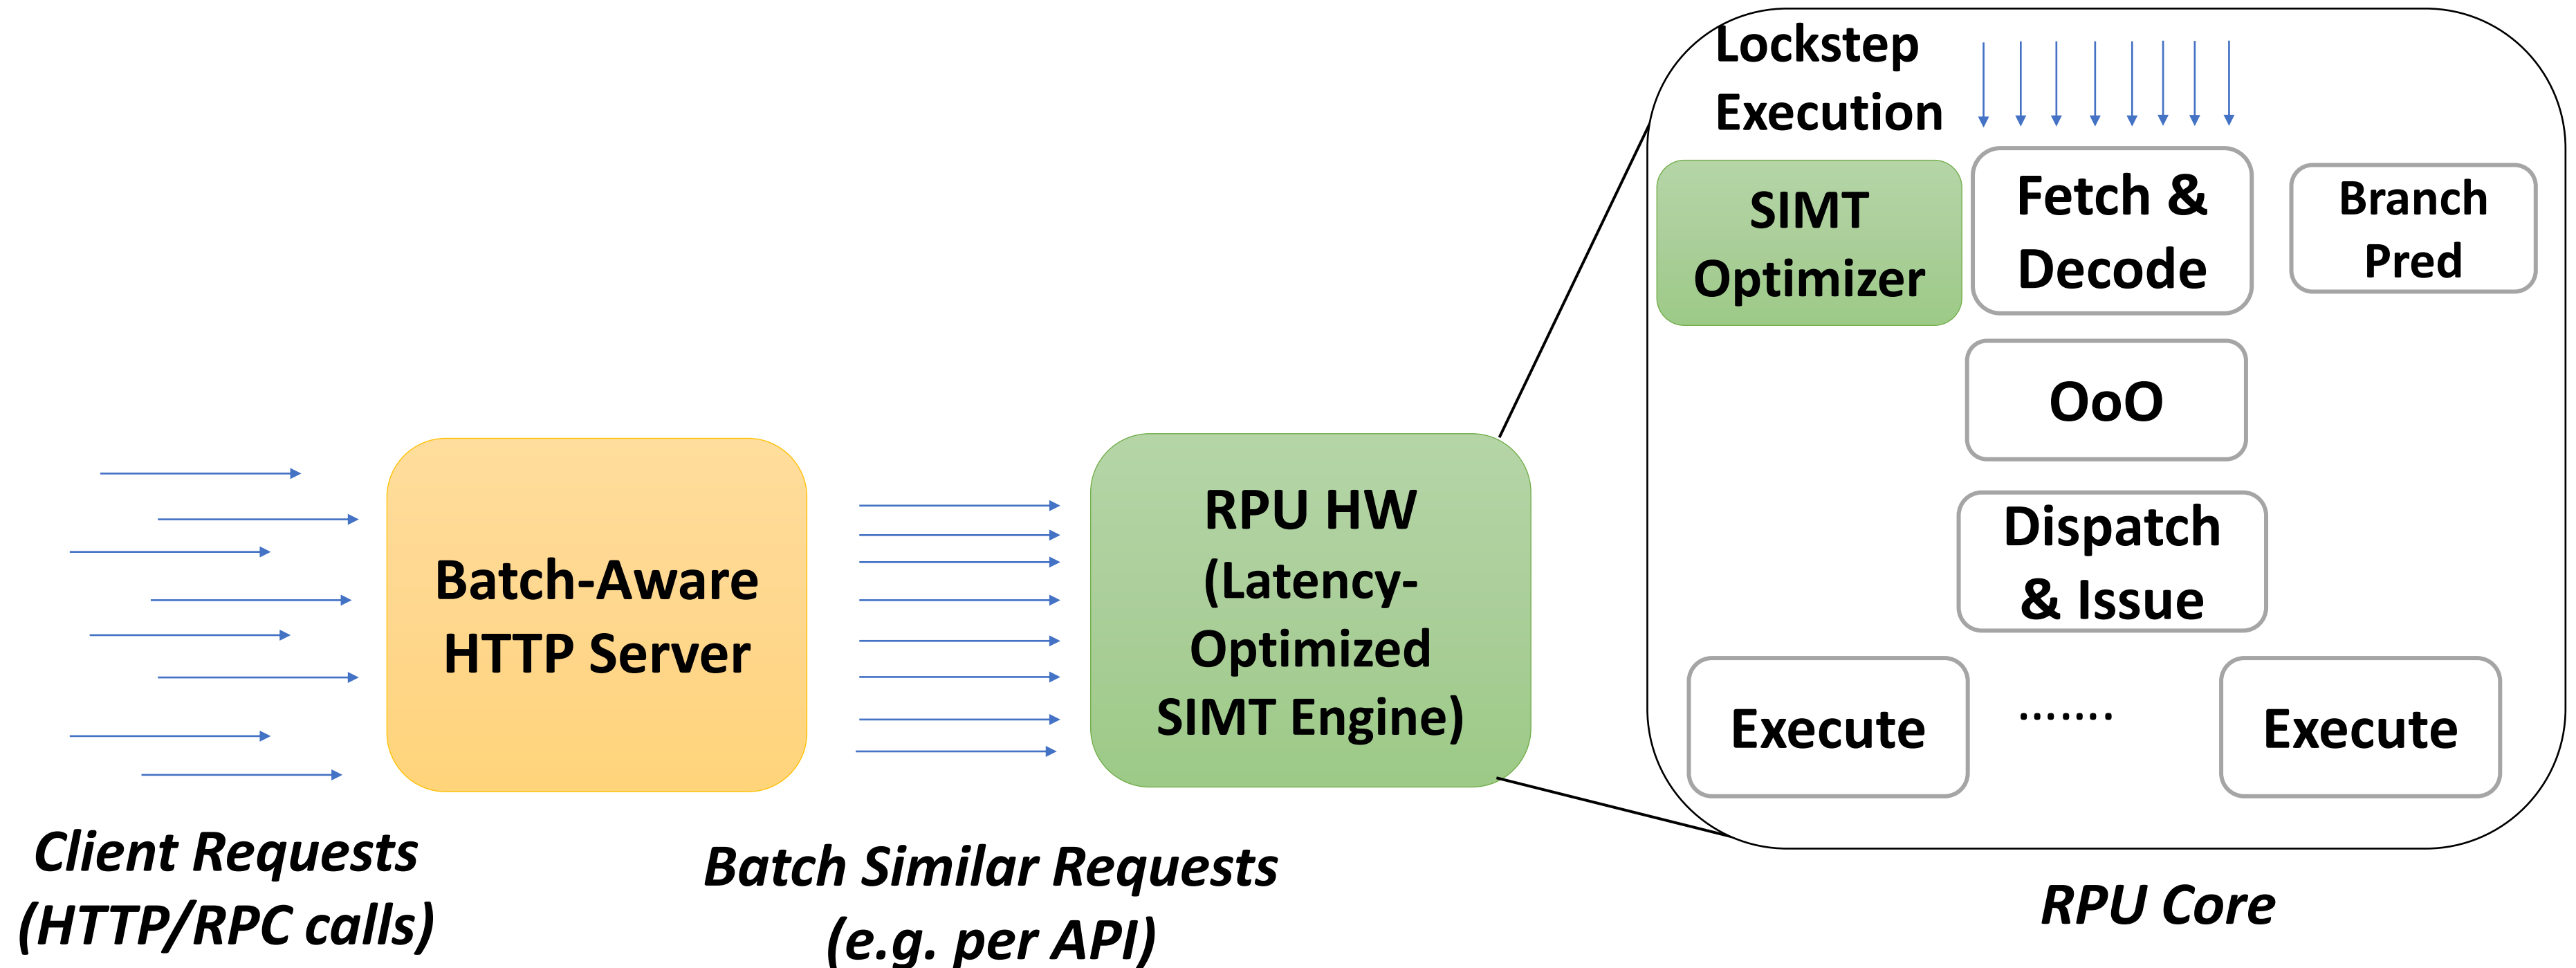 Client Requests
(HTTP/RPC calls)
Batch-Aware
HTTP Server
Batch Similar Requests
(e.g. per API)
RPU HW
(Latency-
Optimized
SIMT Engine)
Lockstep
Execution
SIMT
Optimizer
Fetch &
Decode
Branch
Pred
OoO
Dispatch
& Issue
Execute
.......
Execute
RPU Core